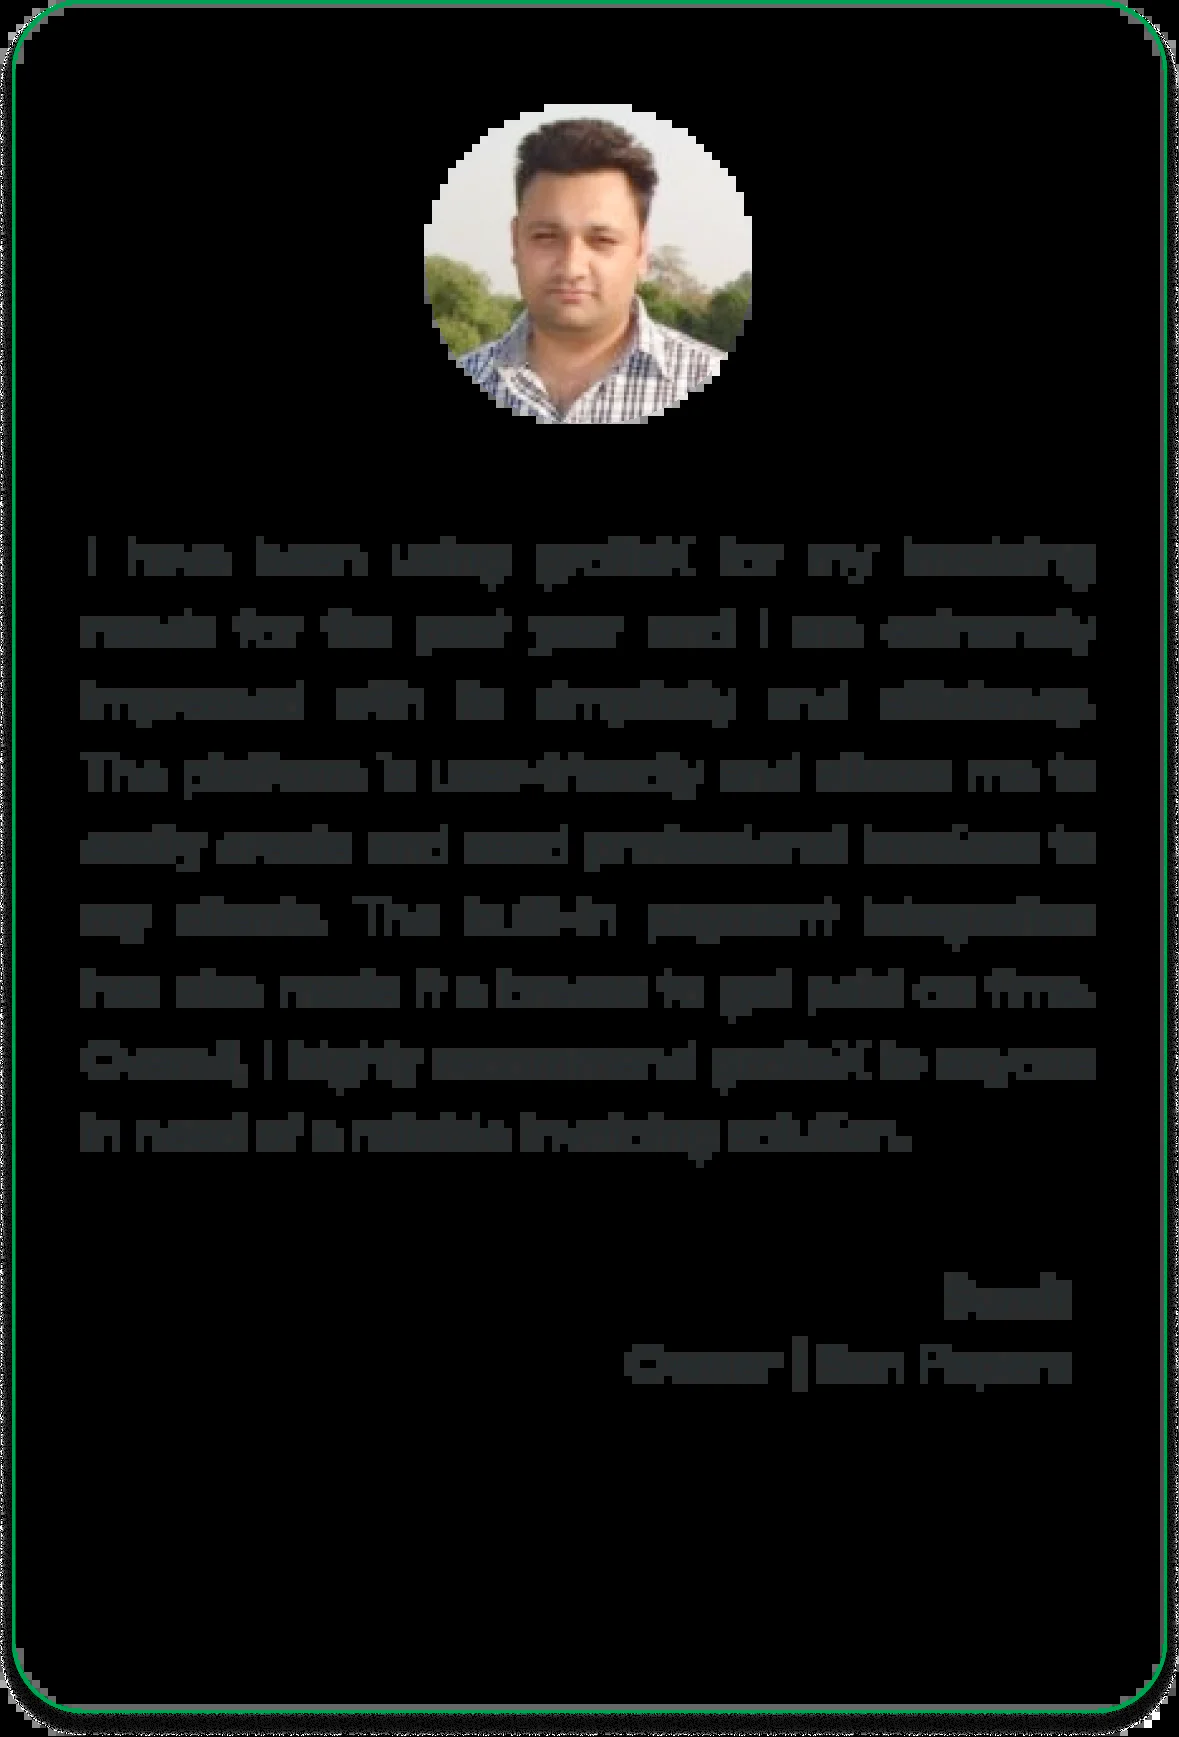 I have been using for my invoicing
needs for the past year and I am extremely
impressed with its simplicity and efficiency.
The platform is user-friendly and allows me to
easily create and send professional invoices to
my clients. The built-in payment integration
has also made it a breeze to get paid on time.
Overall, I highly recommend to anyone
in need of a reliable invoicing solution.
Owner | Papers